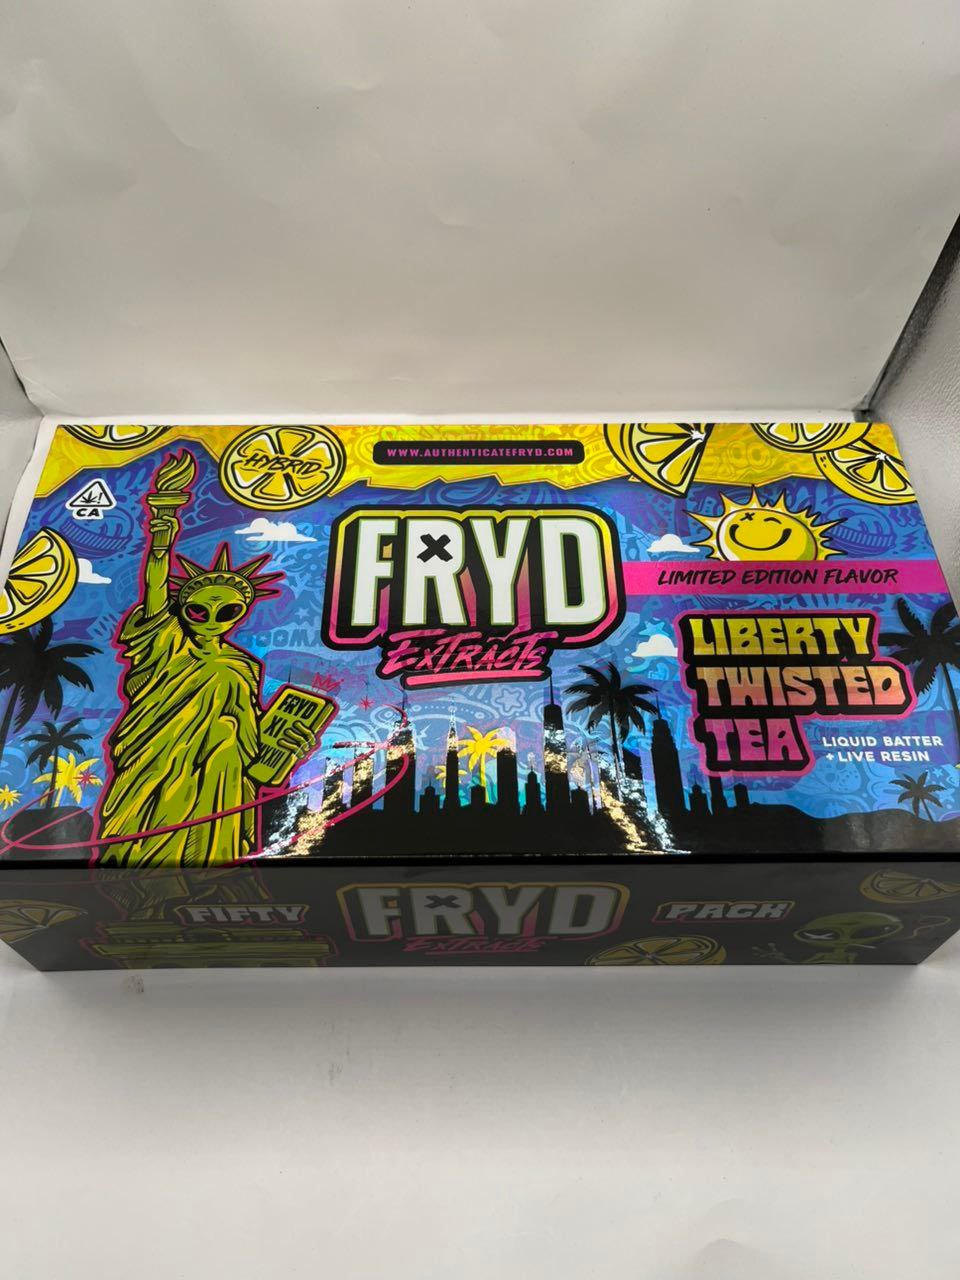 WWW.AUTHENTICATEFRYD.COM
HYBRID
CA
FRYD
Extracts
LIMITED EDITION FLAVOR
LIBERTY
TWISTED
TEA
LIQUID BATTER
+ LIVE RESIN
FRYD
FIFTY
FRYD
Extracts
PACK